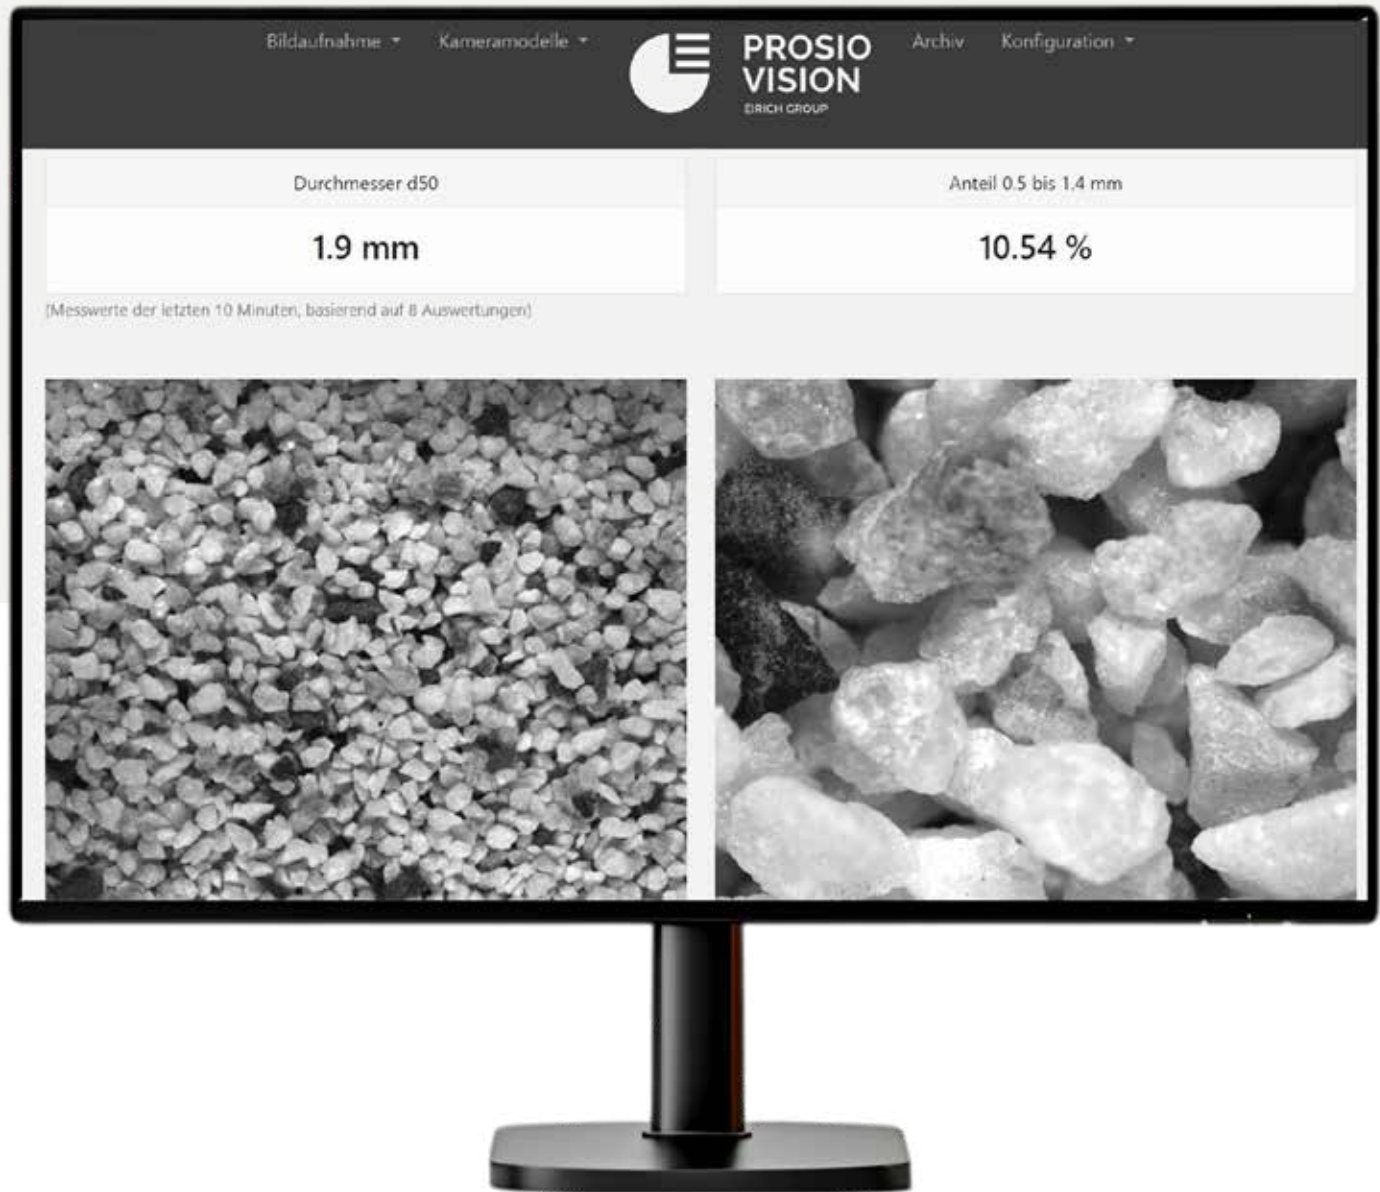 Bildaufnahme
Kameramodelle
PROSIO
VISION
EIRICH GROUP
Archiv
Konfiguration
Durchmesser d50
Anteil 0.5 bis 1.4 mm
1.9 mm
10.54 %
(Messwerte der letzten 10 Minuten, basierend auf 8 Auswertungen)